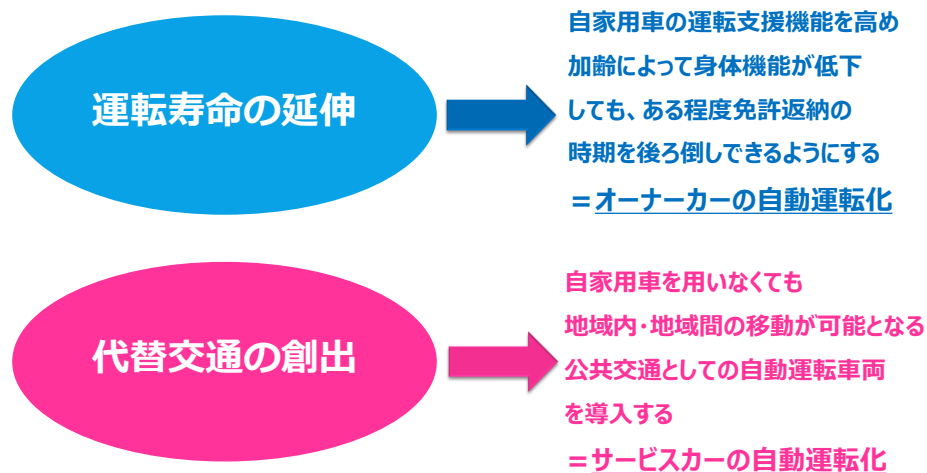 自家用車の運転支援機能を高め
加齢によって身体機能が低下
運転寿命の延伸
しても、ある程度免許返納の
時期を後ろ倒しできるようにする
＝オーナーカーの自動運転化
自家用車を用いなくても
地域内・地域間の移動が可能となる
代替交通の創出
公共交通としての自動運転車両
を導入する
＝サービスカーの自動運転化